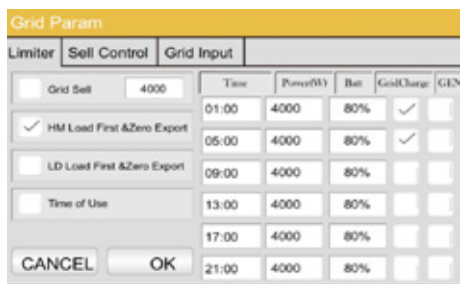 Grid Param
Limiter Sell Control Grid Input
Grid Sell 4000
HM Load First &Zero Export
LD Load First &Zero Export
Time of Use
CANCEL OK
Time Power(W) Batt GridCharge GEN
01:00 4000 80%
05:00 4000 80%
09:00 4000 80%
13:00 4000 80%
17:00 4000 80%
21:00 4000 80%